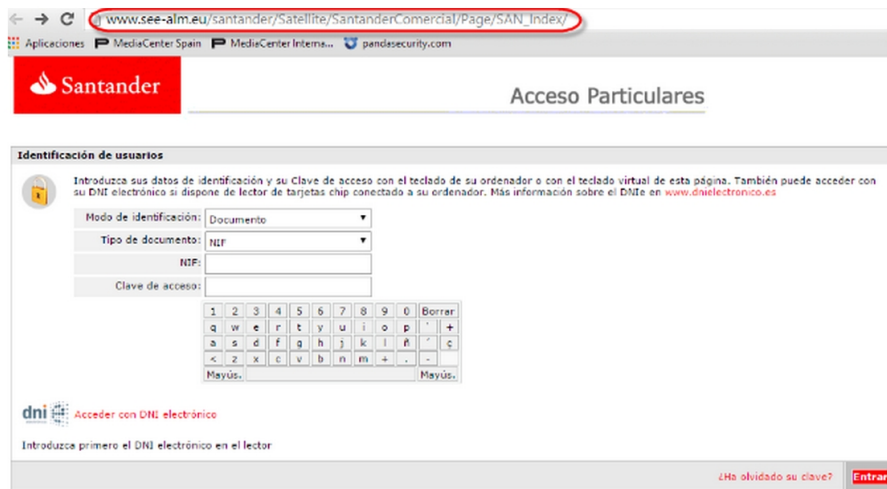 www.see-alm.eu/santander/Satellite/SantanderComercial/Page/SAN_Index/
Aplicaciones MediaCenter Spain MediaCenter Interna... pandasecurity.com
Santander
Acceso Particulares
Identificación de usuarios
Introduzca sus datos de identificación y su Clave de acceso con el teclado de su ordenador o con el teclado virtual de esta página. También puede acceder con
su DNI electrónico si dispone de lector de tarjetas chip conectado a su ordenador. Más información sobre el DNIe en www.dnielectronico.es
Modo de identificación: Documento
Tipo de documento: NIF
NIF:
Clave de acceso:
1 2 3 4 5 6 7 8 9 0 Borrar
q w e r t y u i o p ` +
a s d f g h j k l ñ ´ ç
< z x c v b n m + . -
Mayús. Mayús.
dni Acceder con DNI electrónico
Introduzca primero el DNI electrónico en el lector
¿Ha olvidado su clave? Entrar